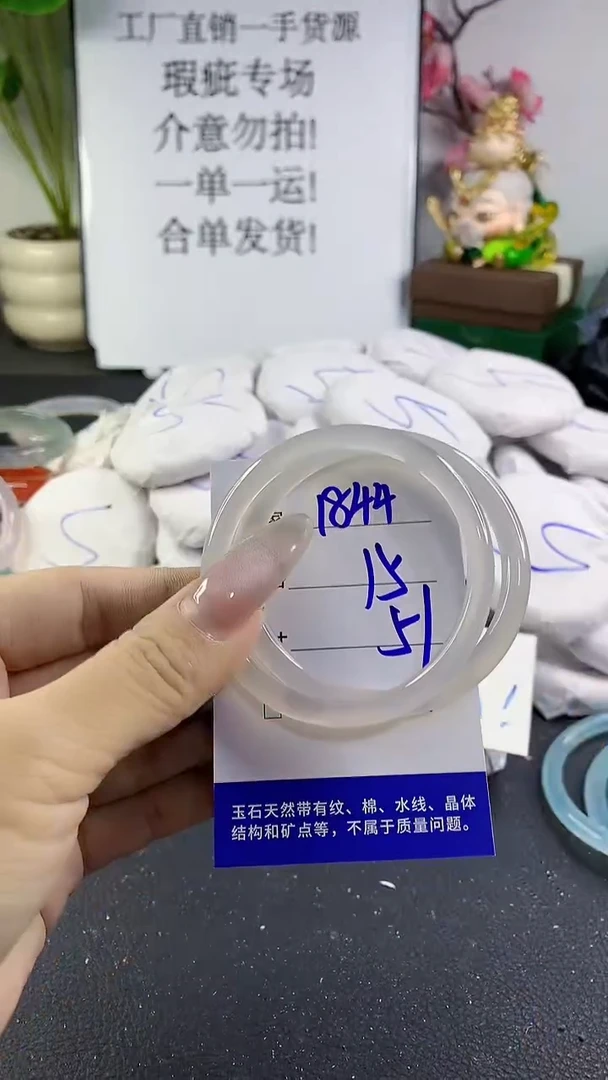 工厂直销一手货源
瑕疵专场
介意勿拍!
一单一运!
合单发货!
1844
15
51
玉石天然带有纹、棉、水线、晶体
结构和矿点等，不属于质量问题。